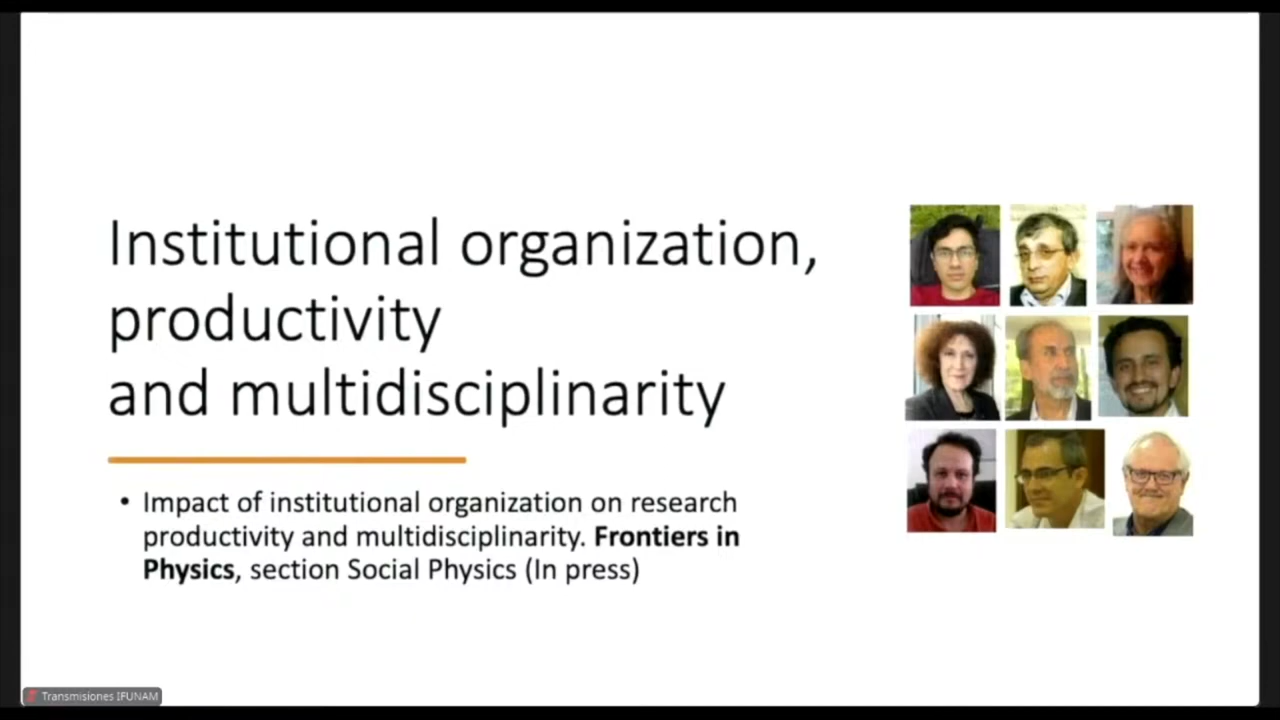 Institutional organization,
productivity
and multidisciplinarity
• Impact of institutional organization on research
productivity and multidisciplinarity. Frontiers in
Physics, section Social Physics (In press)
Transmisiones IFUNAM